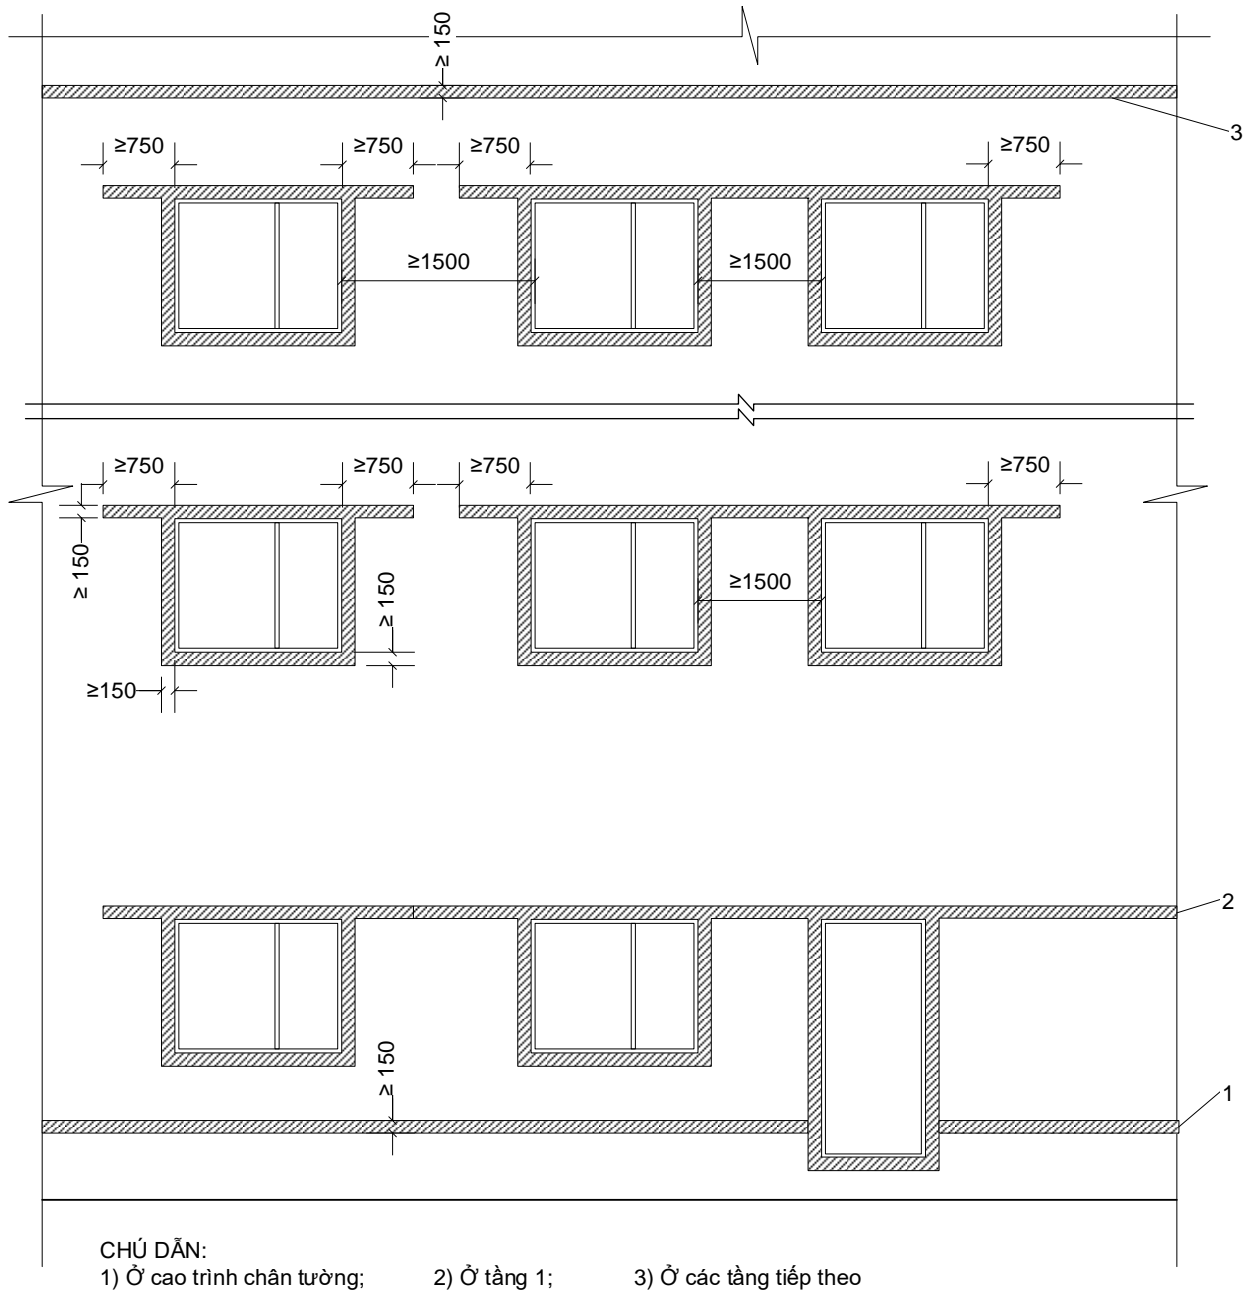 ≥ 150
3
≥750 ≥750 ≥750 ≥750
≥1500 ≥1500
≥750 ≥750 ≥750 ≥750
≥ 150
≥ 150
≥1500
≥150
2
≥ 150
1
CHÚ DẪN:
1) Ở cao trình chân tường; 2) Ở tầng 1; 3) Ở các tầng tiếp theo